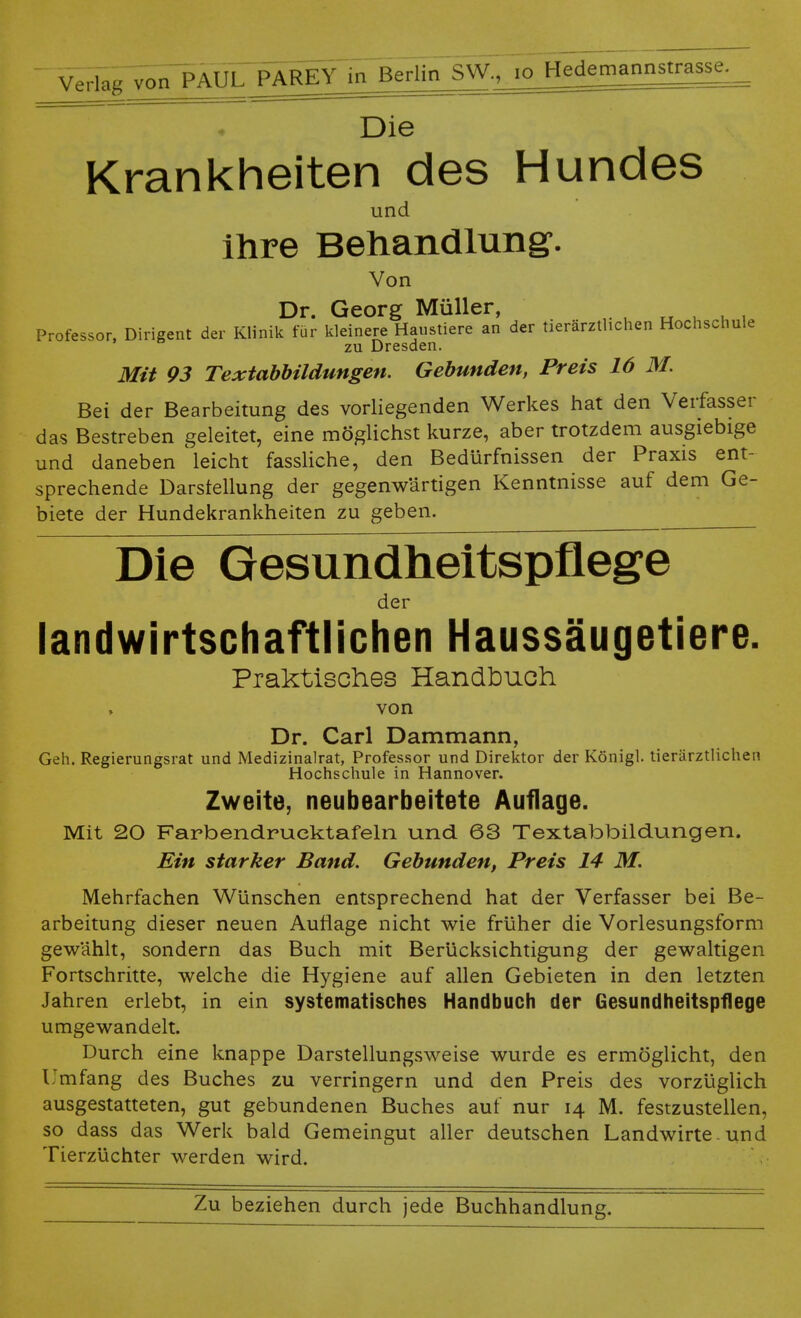 Verlag von PAUL PAREY in Berlin SW., 10 Hedemannstrasse.
Die
Krankheiten des Hundes
und
ihre Behandlung.
Von
Dr. Georg Müller,
Professor, Dirigent der Klinik für kleinere Haustiere an der tierärztlichen Hochschule
zu Dresden.
Mit 93 Textabbildungen. Gebunden, Preis 16 M.
Bei der Bearbeitung des vorliegenden Werkes hat den Verfasser
das Bestreben geleitet, eine möglichst kurze, aber trotzdem ausgiebige
und daneben leicht fassliche, den Bedürfnissen der Praxis ent-
sprechende Darstellung der gegenwärtigen Kenntnisse auf dem Ge-
biete der Hundekrankheiten zu geben.
Die Gesundheitspflege
der
landwirtschaftlichen Haussäugetiere.
Praktisches Handbuch
von
Dr. Carl Dammann,
Geh. Regierungsrat und Medizinalrat, Professor und Direktor der Königl. tierärztlichen
Hochschule in Hannover.
Zweite, neubearbeitete Auflage.
Mit 20 Farbendrucktafeln und 63 Textabbildungen.
Ein starker Band. Gebunden, Preis 14 M.
Mehrfachen Wünschen entsprechend hat der Verfasser bei Be-
arbeitung dieser neuen Auflage nicht wie früher die Vorlesungsform
gewählt, sondern das Buch mit Berücksichtigung der gewaltigen
Fortschritte, welche die Hygiene auf allen Gebieten in den letzten
Jahren erlebt, in ein systematisches Handbuch der Gesundheitspflege
umgewandelt.
Durch eine knappe Darstellungsweise wurde es ermöglicht, den
Umfang des Buches zu verringern und den Preis des vorzüglich
ausgestatteten, gut gebundenen Buches auf nur 14 M. festzustellen,
so dass das Werk bald Gemeingut aller deutschen Landwirte und
Tierzüchter werden wird.
Zu beziehen durch jede Buchhandlung.